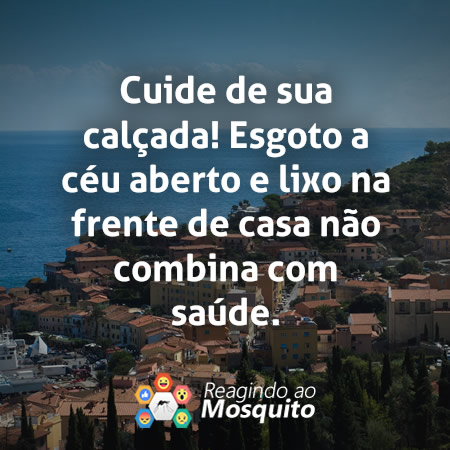 Cuide de sua
calçada! Esgoto a
céu aberto e lixo na
frente de casa não
combina com
saúde.
Reagindo ao
Mosquito